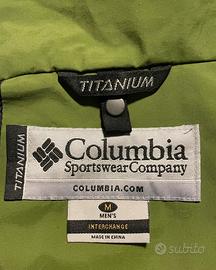 TITANIUM
Columbia
Sportswear Company
COLUMBIA.COM
TITANIUM
M
MEN'S
INTERCHANGE
MADE IN CHINA
subito